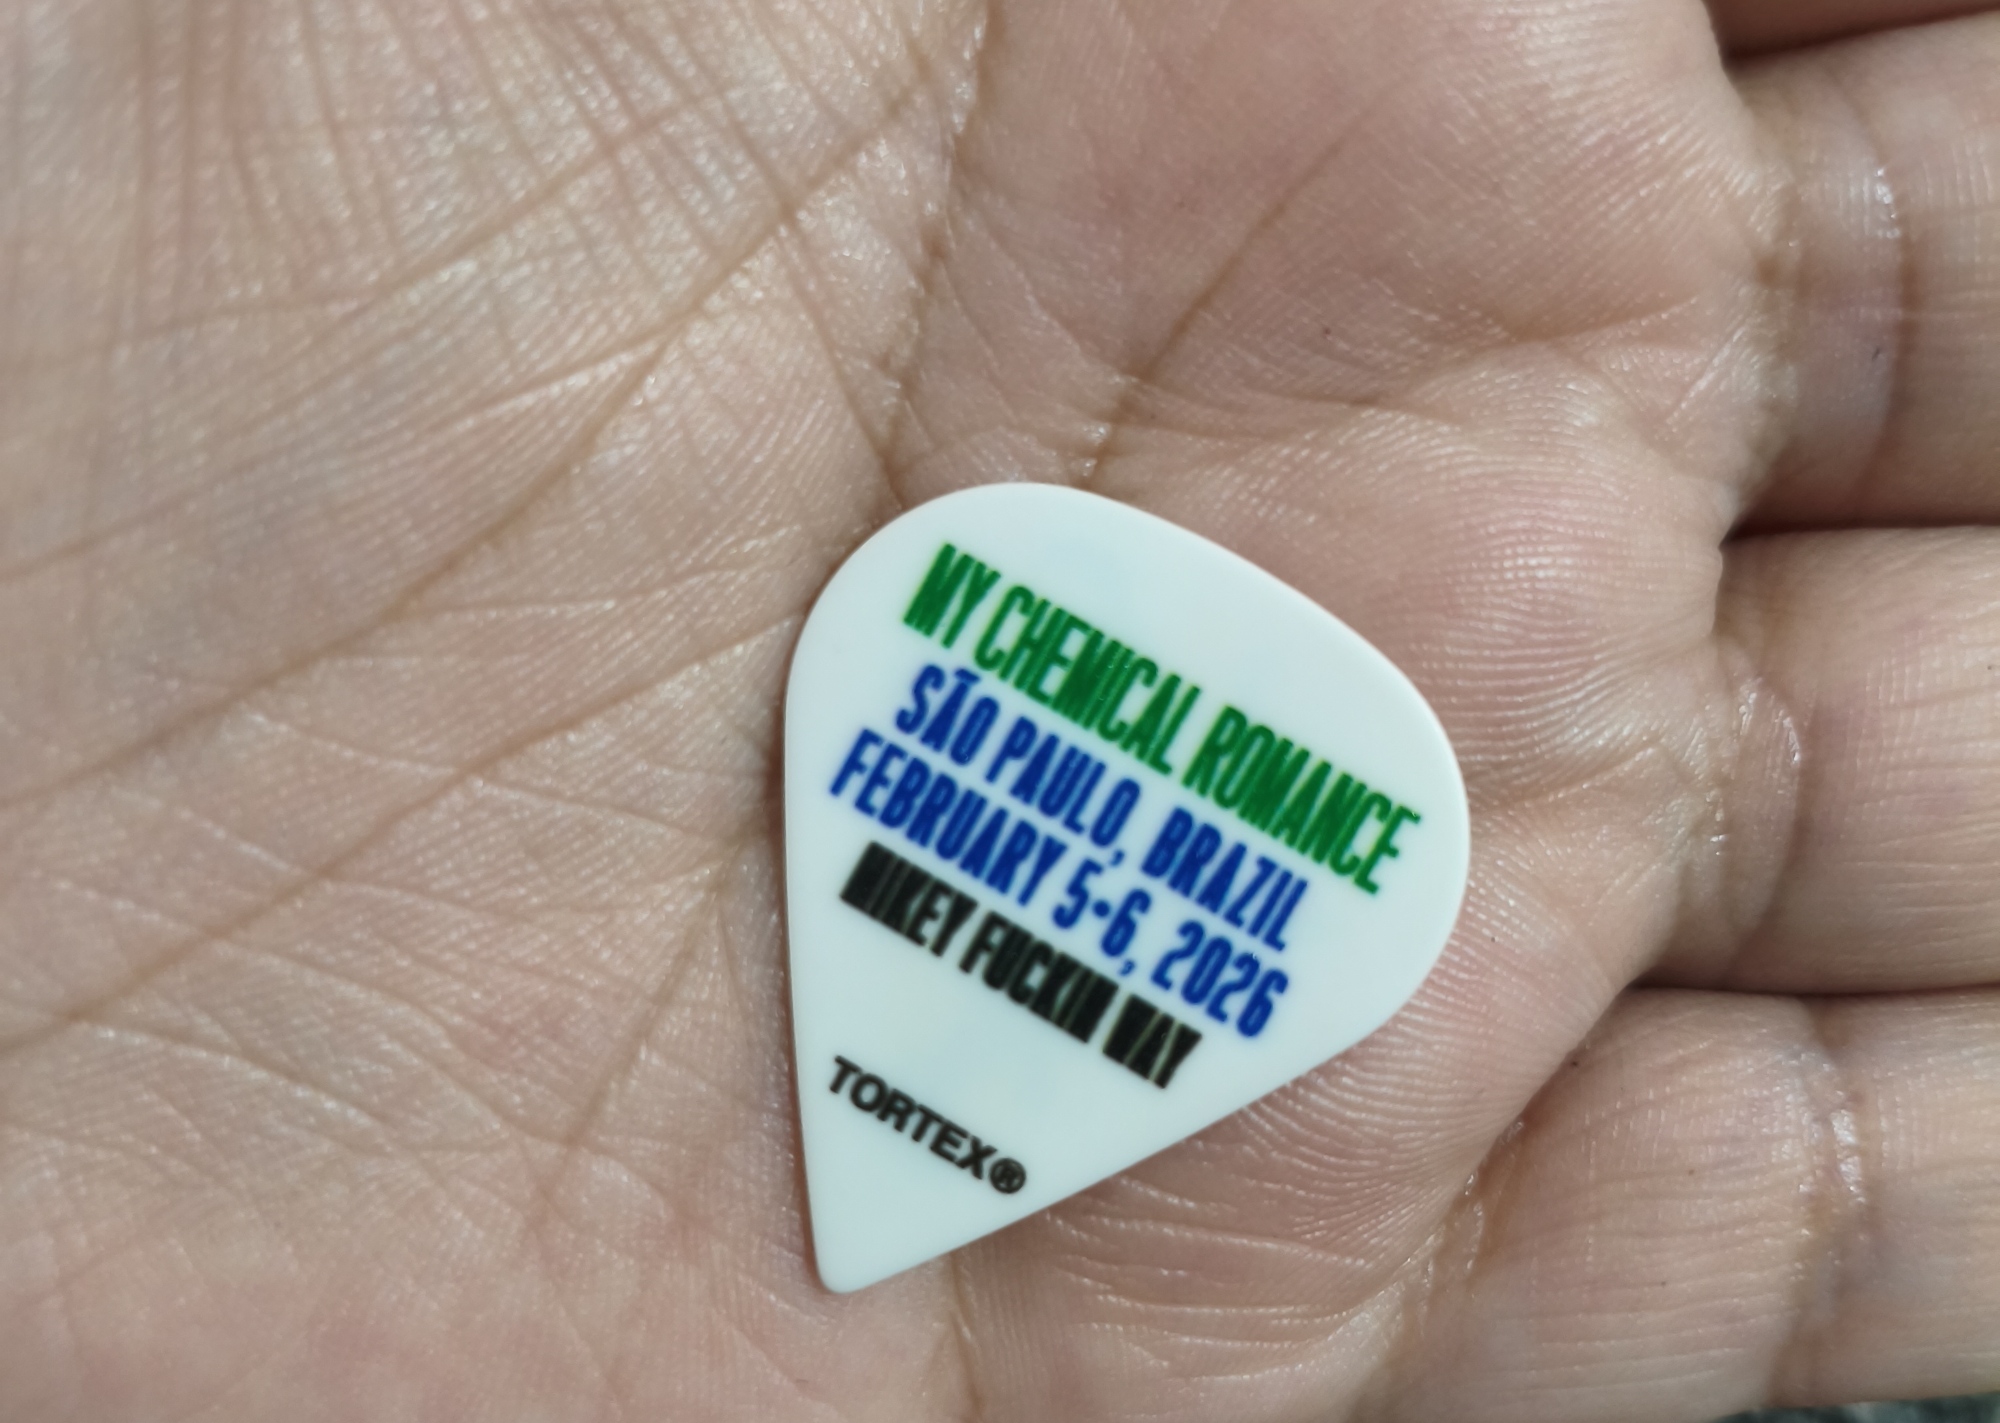 MY CHEMICAL ROMANCE
SÃO PAULO, BRAZIL
FEBRUARY 5-6, 2026
MIKEY FUCKIN WAY
TORTEX®